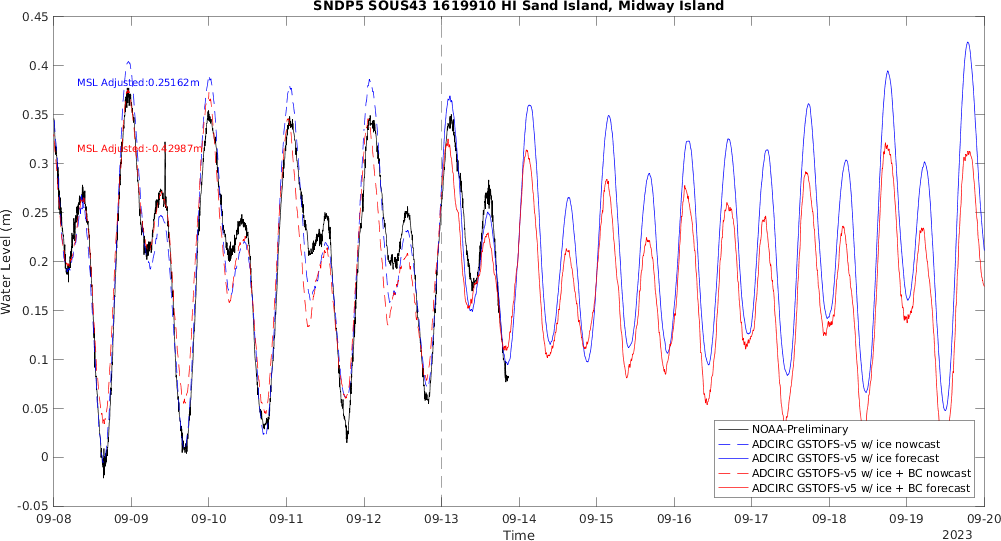 SNDP5 SOUS43 1619910 HI Sand Island, Midway Island
0.45
0.4
0.35
0.3
0.25
0.2
0.15
0.1
0.05
0
-0.05
Water Level (m)
MSL Adjusted:0.25162m
MSL Adjusted:-0.42987m
NOAA-Preliminary
ADCIRC GSTOFS-v5 w/ ice nowcast
ADCIRC GSTOFS-v5 w/ ice forecast
ADCIRC GSTOFS-v5 w/ ice + BC nowcast
ADCIRC GSTOFS-v5 w/ ice + BC forecast
09-08 09-09 09-10 09-11 09-12 09-13 09-14 09-15 09-16 09-17 09-18 09-19 09-20
Time
2023